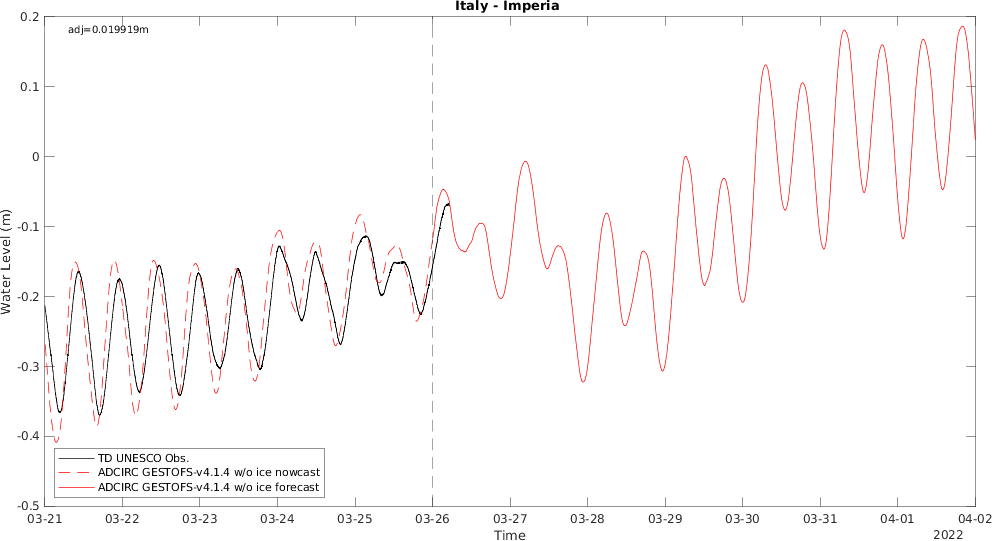 Italy - Imperia
adj=0.019919m
0.2
0.1
0
-0.1
-0.2
-0.3
-0.4
-0.5
Water Level (m)
TD UNESCO Obs.
ADCIRC GESTOFS-v4.1.4 w/o ice nowcast
ADCIRC GESTOFS-v4.1.4 w/o ice forecast
03-21 03-22 03-23 03-24 03-25 03-26 03-27 03-28 03-29 03-30 03-31 04-01 04-02
Time
2022